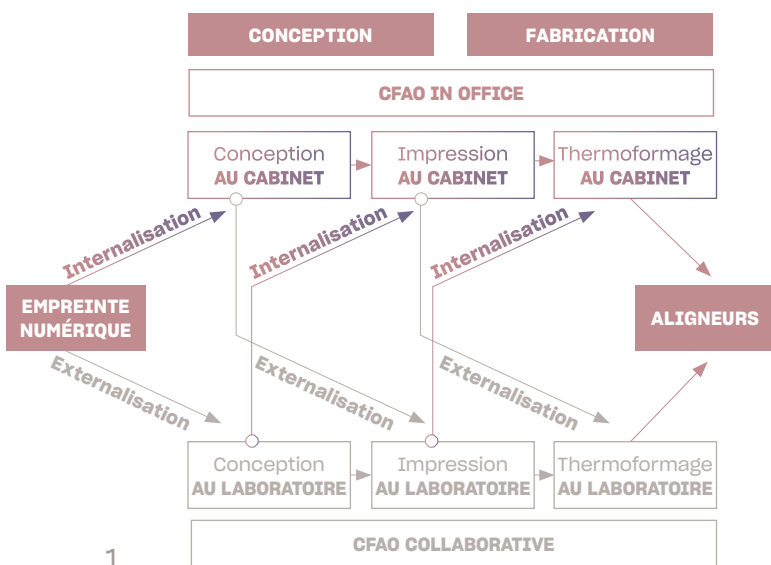 CONCEPTION
FABRICATION
CFAO IN OFFICE
Conception
AU CABINET
Impression
AU CABINET
Thermoformage
AU CABINET
Internalisation
Internalisation
Internalisation
EMPREINTE
NUMÉRIQUE
ALIGNEURS
Externalisation
Externalisation
Externalisation
Conception
AU LABORATOIRE
Impression
AU LABORATOIRE
Thermoformage
AU LABORATOIRE
CFAO COLLABORATIVE
1